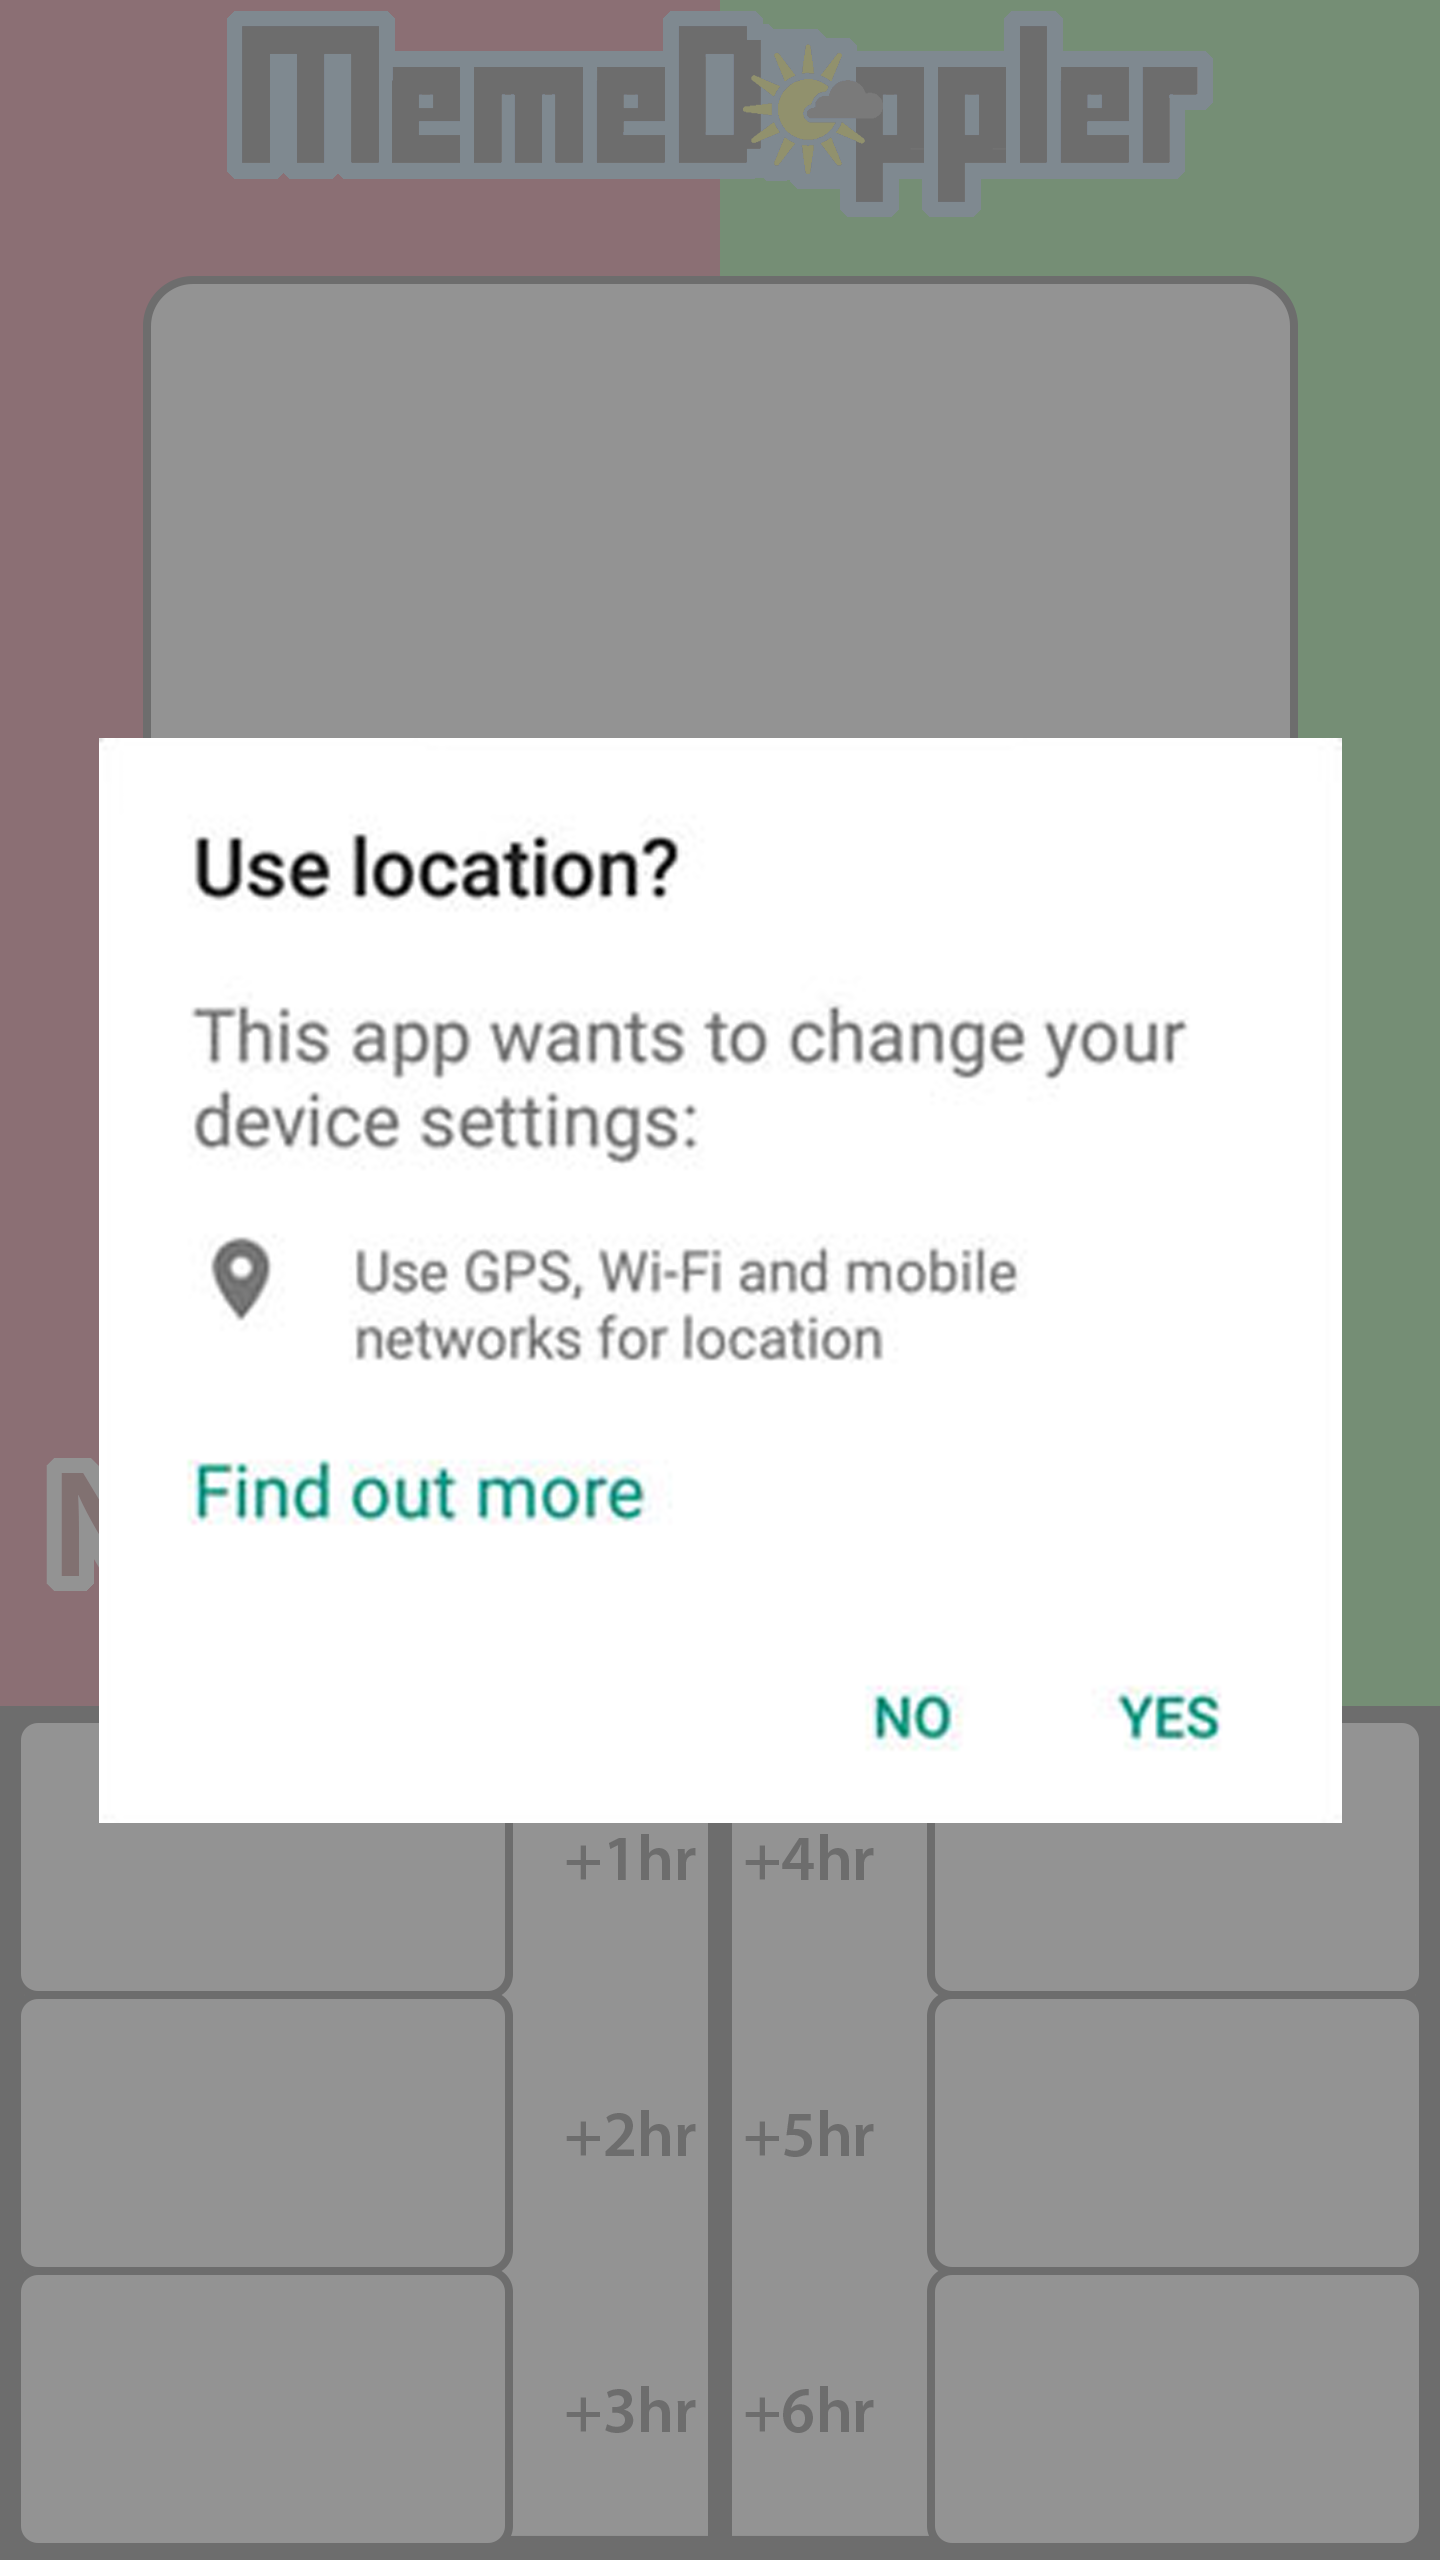 MemeDoppler
Use location?
This app wants to change your
device settings:
Use GPS, Wi-Fi and mobile
networks for location
Find out more
NO YES
+1hr +4hr
+2hr +5hr
+3hr +6hr